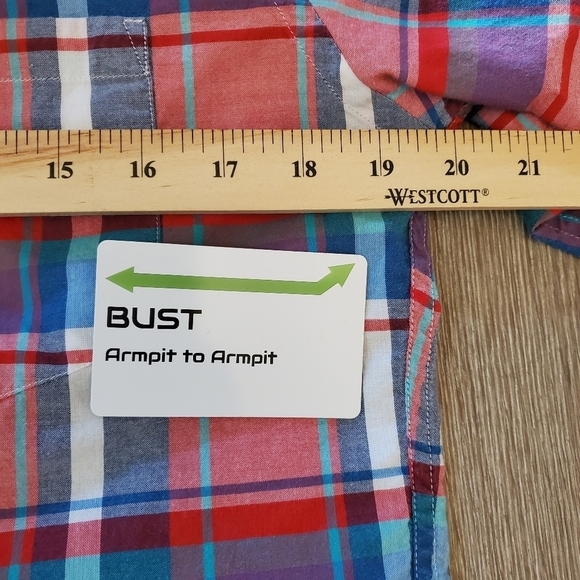 15 16 17 18 19 20 21
WESTCOTT®
BUST
Armpit to Armpit